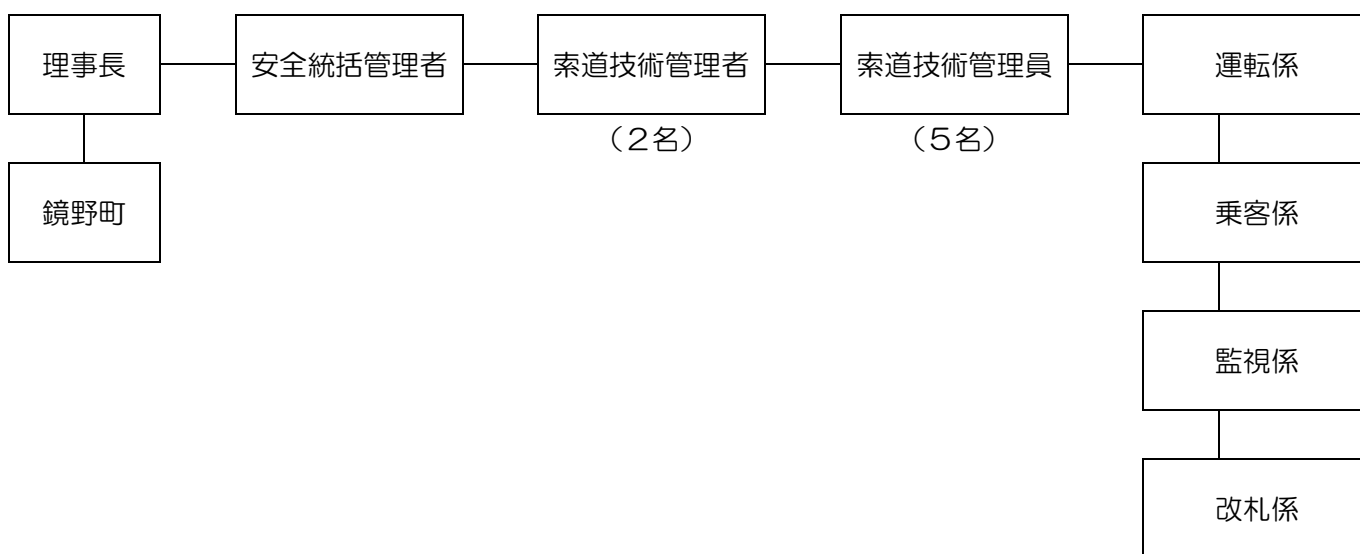 理事長
安全統括管理者
索道技術管理者
索道技術管理員
運転係
（２名）
（５名）
鏡野町
乗客係
監視係
改札係